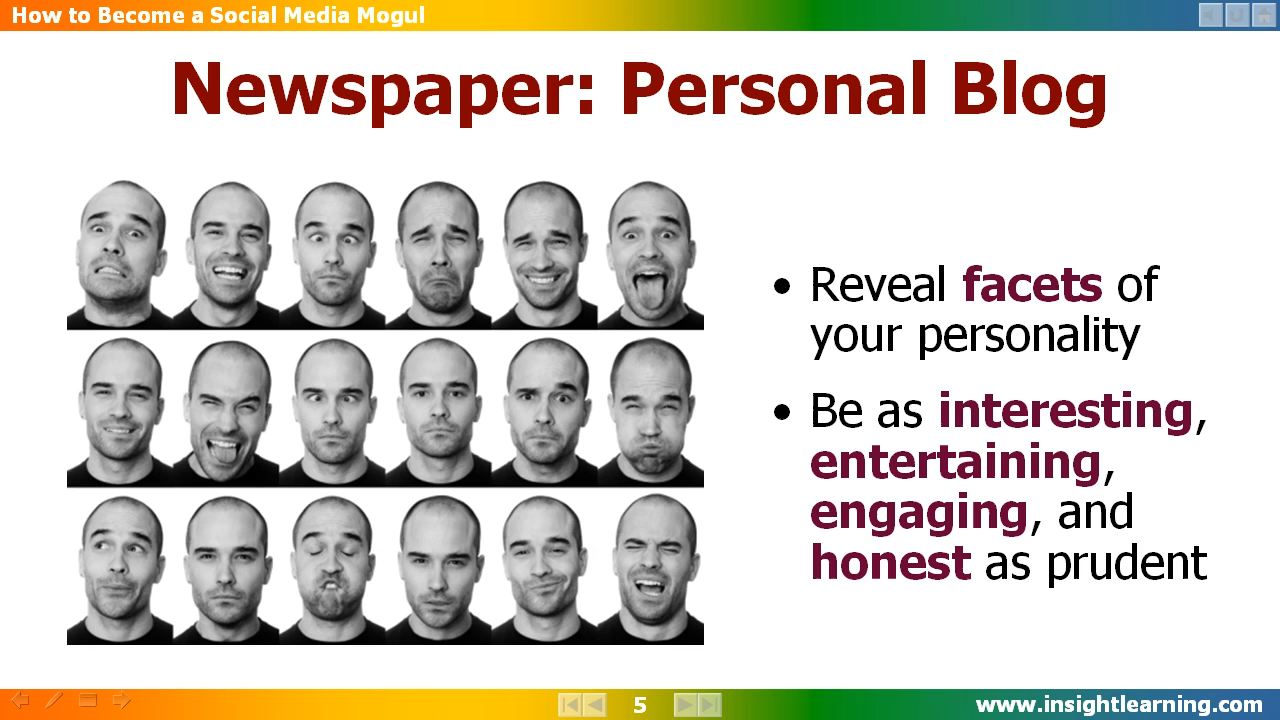 How to Become a Social Media Mogul
Newspaper: Personal Blog
• Reveal facets of
your personality
• Be as interesting,
entertaining,
engaging, and
honest as prudent
5
www.insightlearning.com